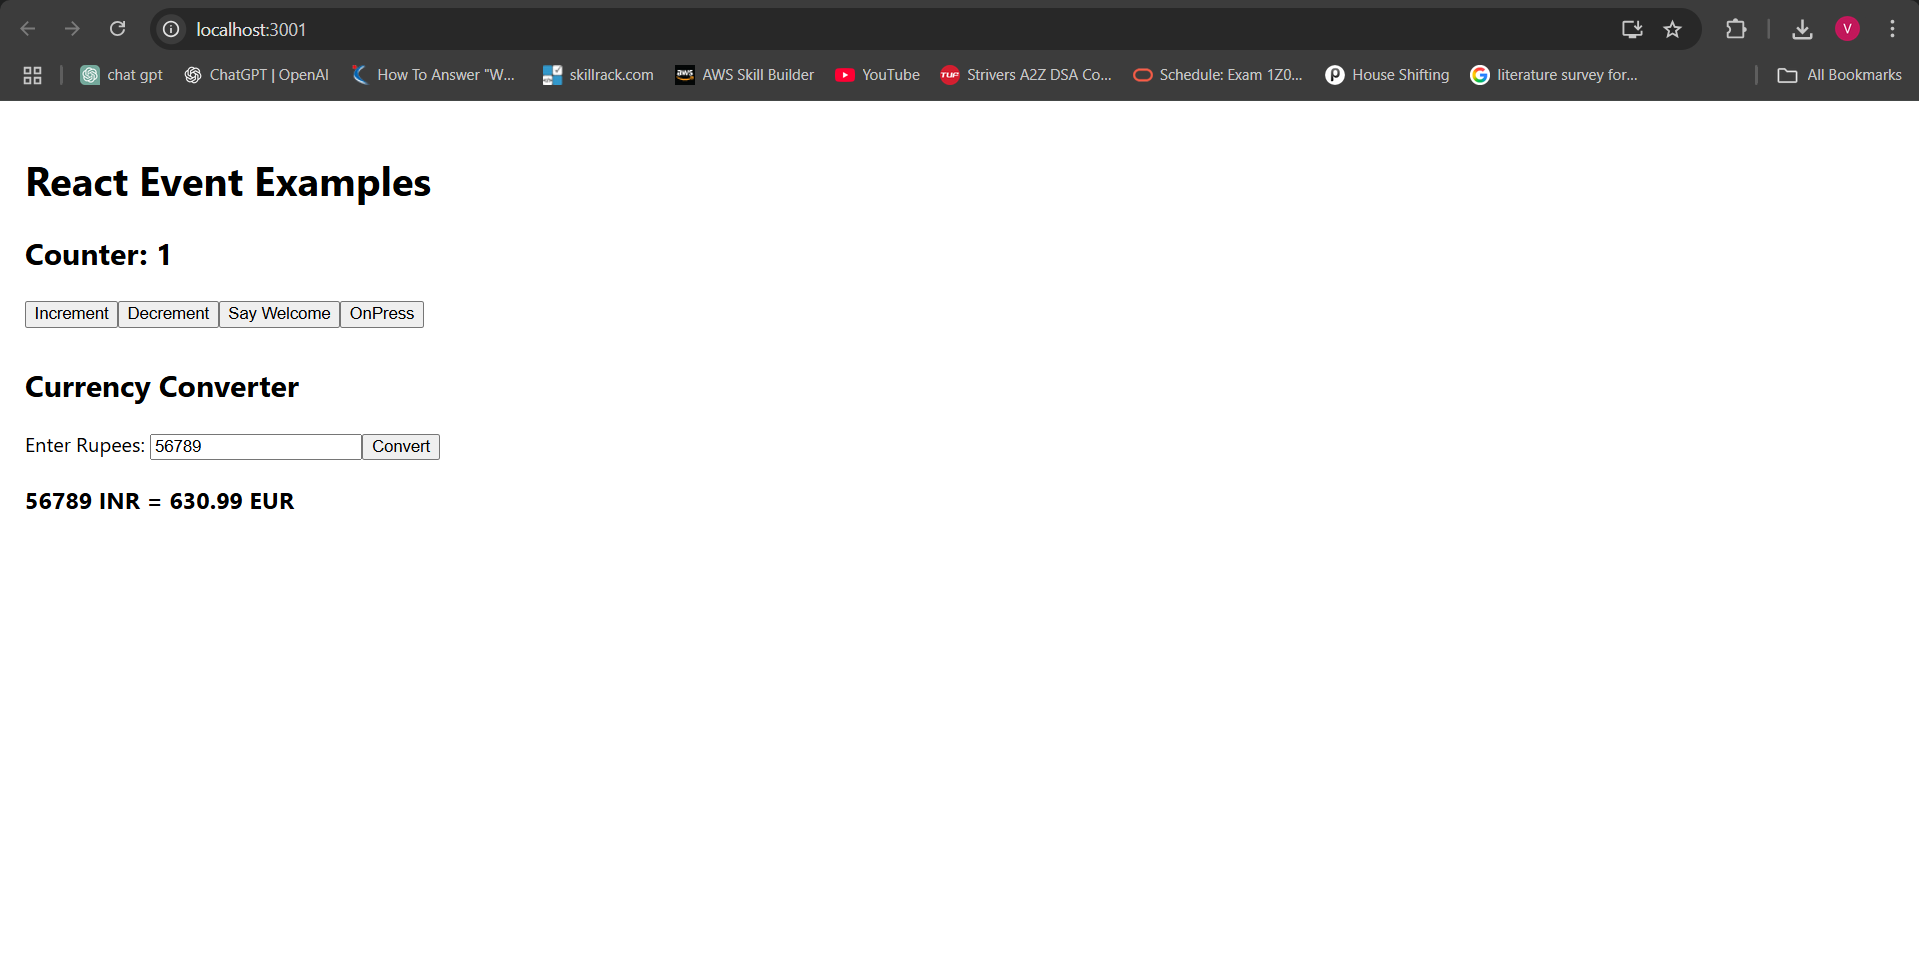 localhost:3001
V
chat gpt ChatGPT | OpenAI How To Answer "W... skillrack.com aws AWS Skill Builder YouTube TUF Strivers A2Z DSA Co... Schedule: Exam 1Z0... House Shifting literature survey for... All Bookmarks
React Event Examples
Counter: 1
Increment Decrement Say Welcome OnPress
Currency Converter
Enter Rupees: 56789 Convert
56789 INR = 630.99 EUR